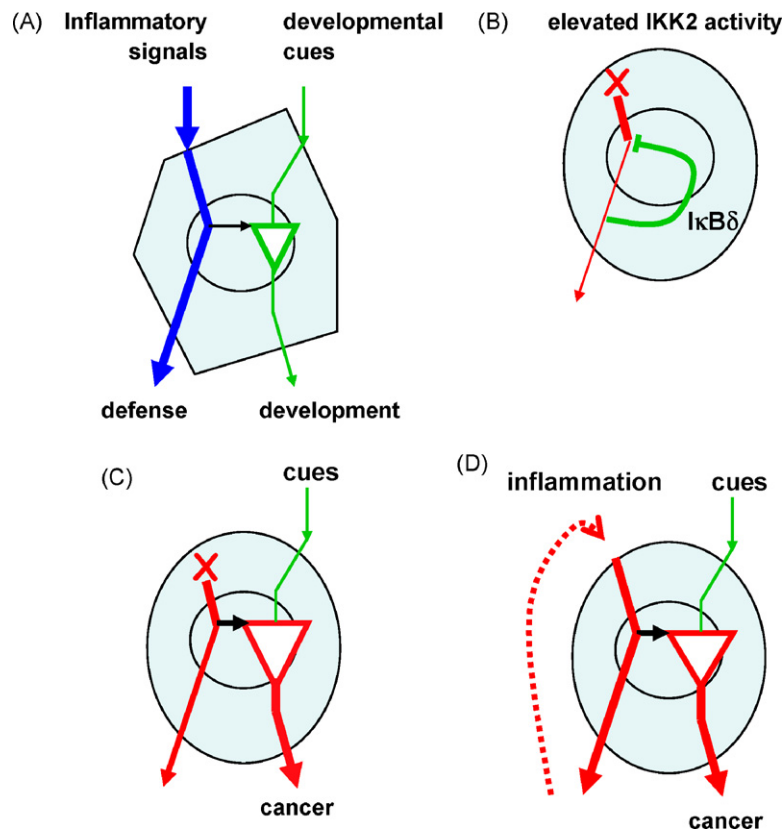 (A)
Inflammatory
signals
developmental
cues
defense
development
(B)
elevated IKK2 activity
IκBδ
(C)
cues
cancer
(D)
inflammation
cues
cancer